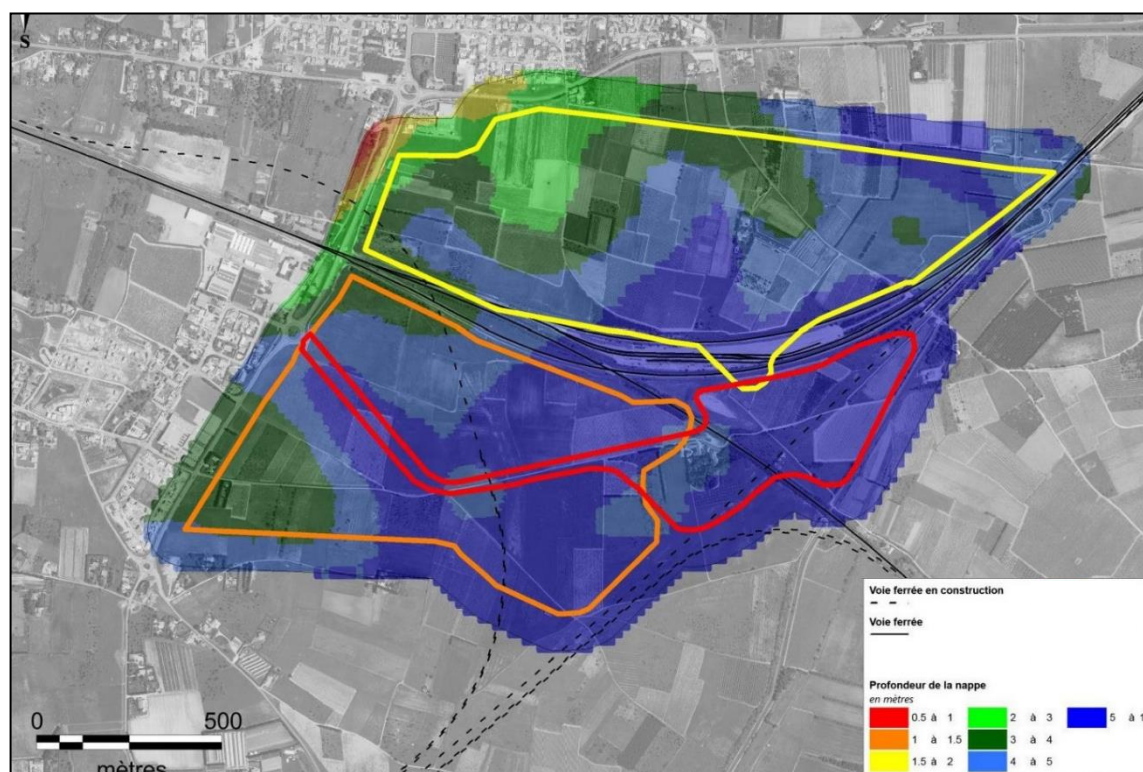 S
0 500
mètres
Voie ferrée en construction
Voie ferrée
Profondeur de la nappe
en mètres
0.5 à 1 2 à 3 5 à 1
1 à 1.5 3 à 4
1.5 à 2 4 à 5